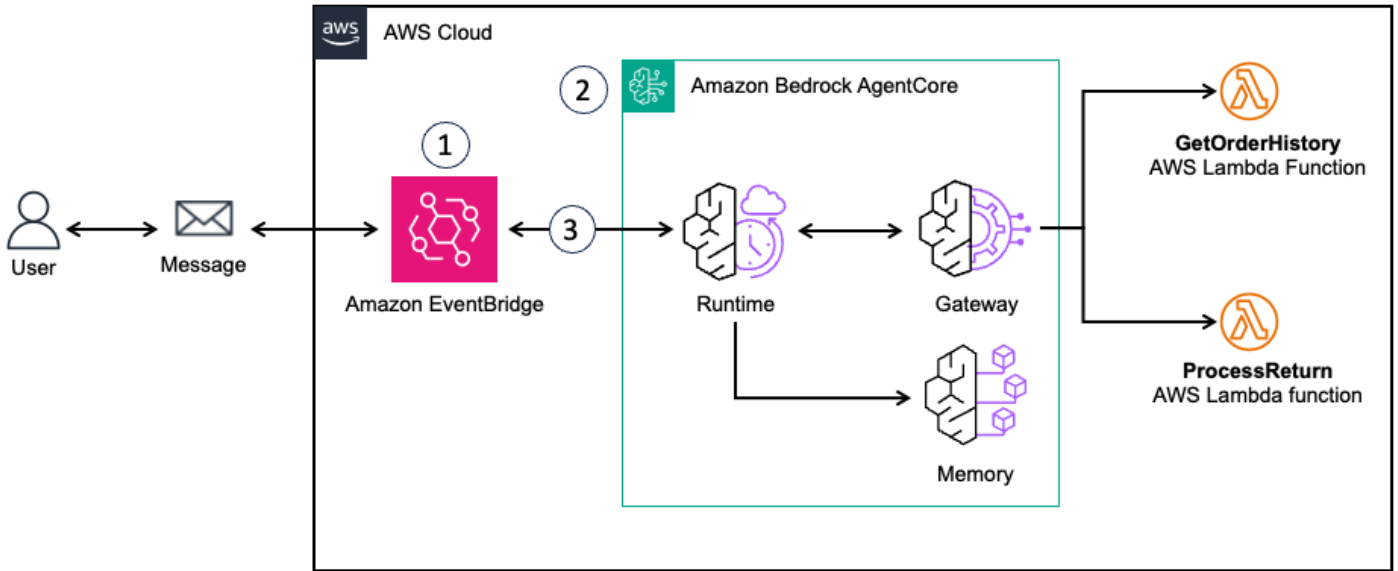 aws
AWS Cloud
2
Amazon Bedrock AgentCore
1
GetOrderHistory
AWS Lambda Function
3
User
Message
Amazon EventBridge
Runtime
Gateway
ProcessReturn
AWS Lambda function
Memory